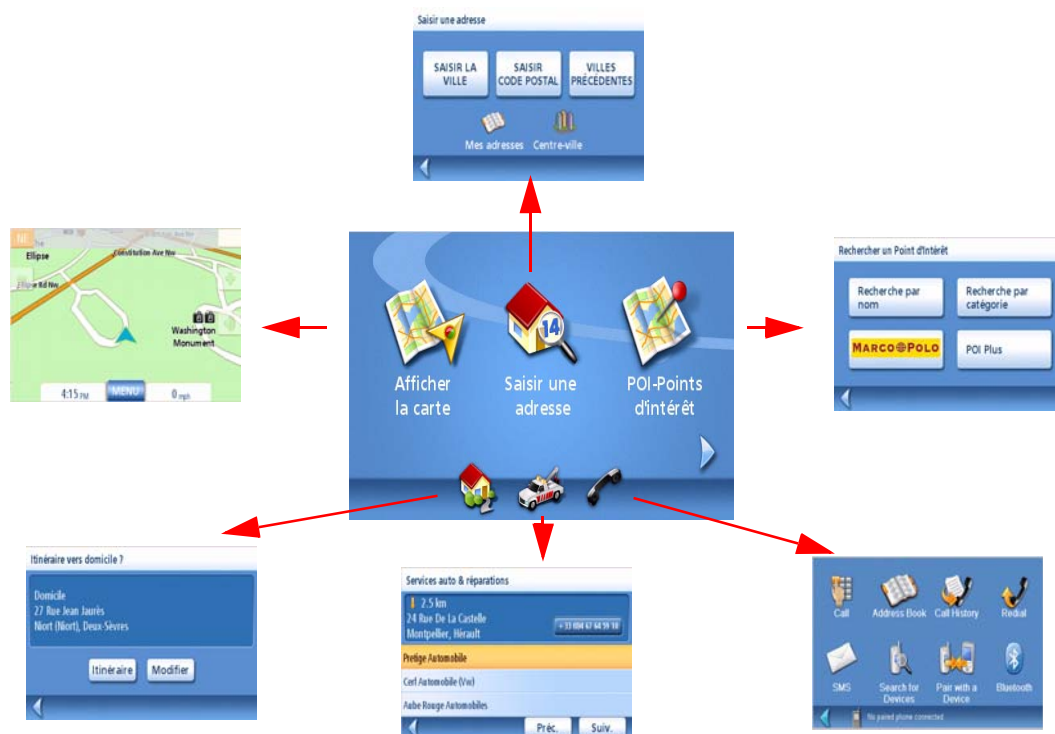 Saisir une adresse
SAISIR LA
VILLE
SAISIR
CODE POSTAL
VILLES
PRÉCÉDENTES
Mes adresses
Centre-ville
NE
Ellipse
Constitution Ave Nw
Ellipse Rd Nw
Washington
Monument
4:15 PM
MENU
0 mph
Afficher
la carte
Saisir une
adresse
14
POI-Points
d'intérêt
Rechercher un Point d'Intérêt
Recherche par
nom
Recherche par
catégorie
MARCO POLO
POI Plus
Itinéraire vers domicile ?
Domicile
27 Rue Jean Jaurès
Niort (Niort), Deux-Sèvres
Itinéraire
Modifier
Services auto & réparations
2.5 km
24 Rue De La Castelle
Montpellier, Hérault
Pretige Automobile
Cerf Automobile (Vw)
Aube Rouge Automobiles
Préc.
Suiv.
Call
Address Book
Call History
Redial
SMS
Search for
Devices
Pair with a
Device
Bluetooth
No paired phone connected